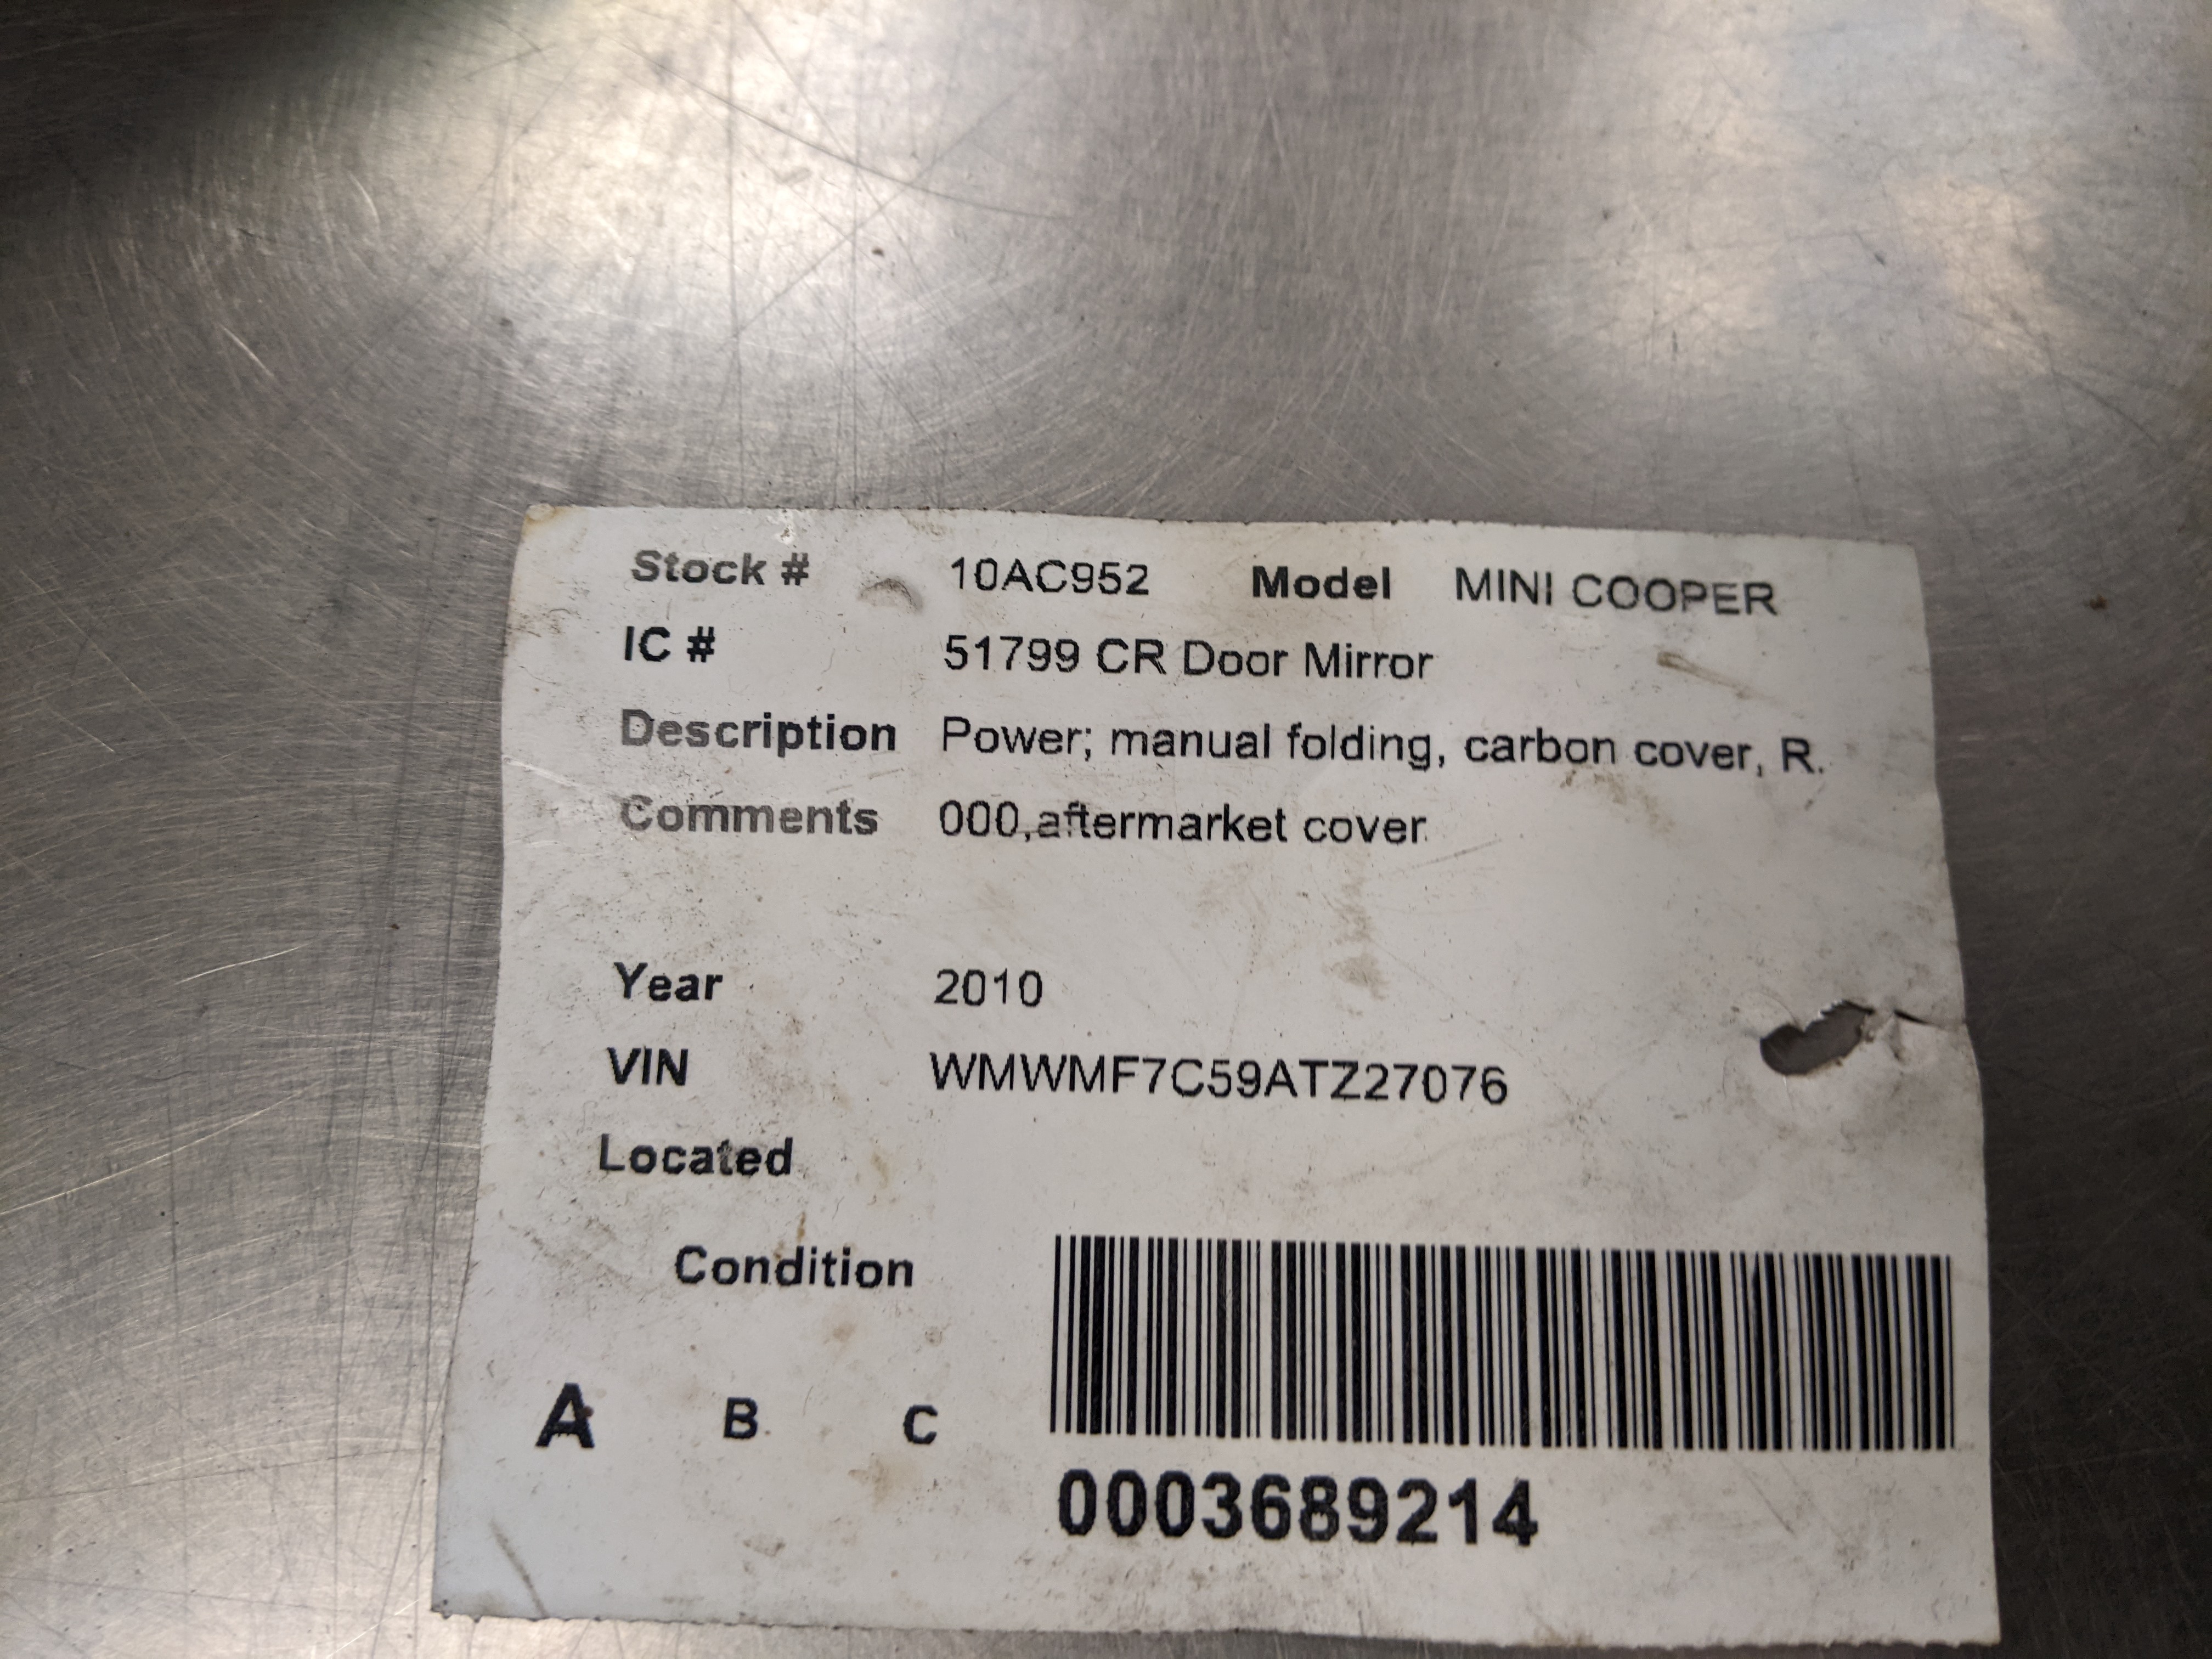 Stock # 10AC952 Model MINI COOPER
IC # 51799 CR Door Mirror
Description Power; manual folding, carbon cover, R.
Comments 000,aftermarket cover
Year 2010
VIN WMWMF7C59ATZ27076
Located
Condition
A B C
0003689214